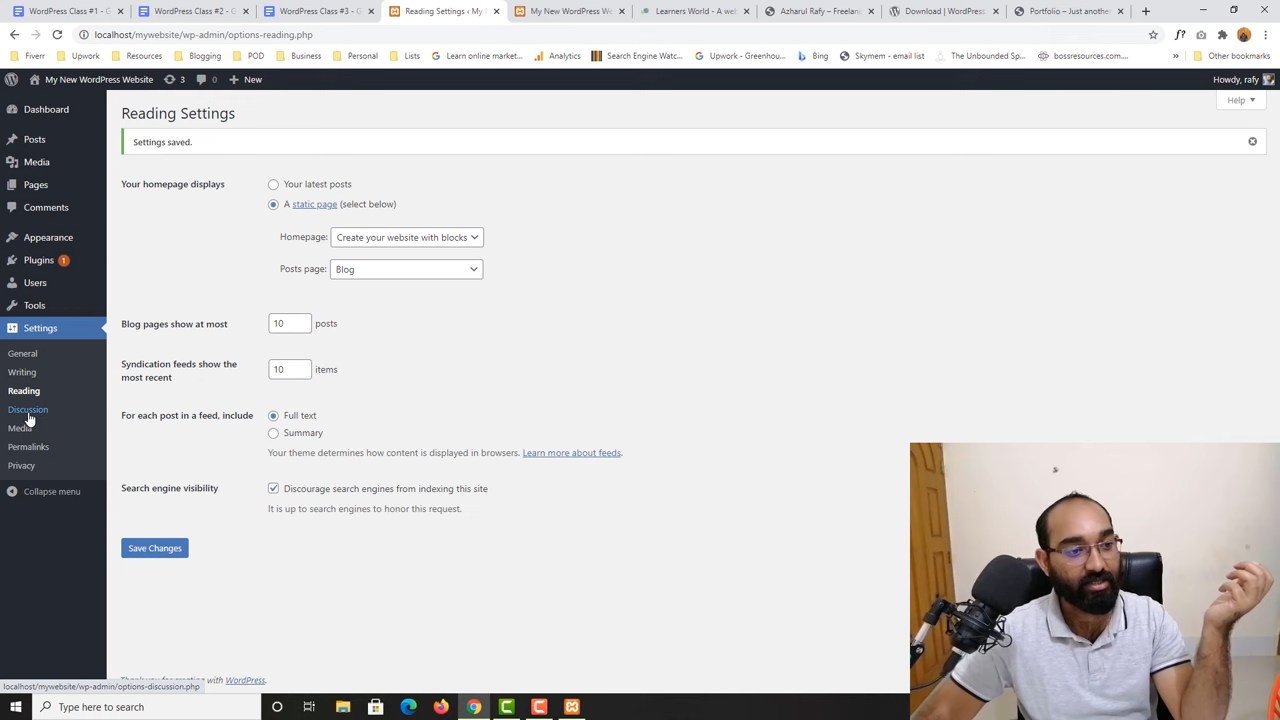 WordPress Class #1 - G
WordPress Class #2 - G
WordPress Class #3 - G
Reading Settings ‹ My
My New WordPress We
Learners World - A we
Azharul Rafy – Freelan
Download | WordPress
Portfolio – Just anothe
localhost/mywebsite/wp-admin/options-reading.php
Fiverr
Reading
Blogging
POD
Business
Personal
Lists
Learn online market...
Analytics
Search Engine Watc...
Upwork - Greenhou...
Bing
Skymem - email list
The Unbounded Sp...
bossresources.com...
»
Other bookmarks
My New WordPress Website
3
0
New
Howdy, rafy
Dashboard
Posts
Media
Pages
Comments
Appearance
Plugins 1
Users
Tools
Settings
General
Writing
Reading
Discussion
Media
Permalinks
Privacy
Collapse menu
Reading Settings
Help
Settings saved.
Your homepage displays
Your latest posts
A static page (select below)
Homepage: Create your website with blocks
Posts page: Blog
Blog pages show at most
10 posts
Syndication feeds show the
most recent
10 items
For each post in a feed, include
Full text
Summary
Your theme determines how content is displayed in browsers. Learn more about feeds.
Search engine visibility
Discourage search engines from indexing this site
It is up to search engines to honor this request.
Save Changes
WordPress.
localhost/mywebsite/wp-admin/options-discussion.php
Type here to search